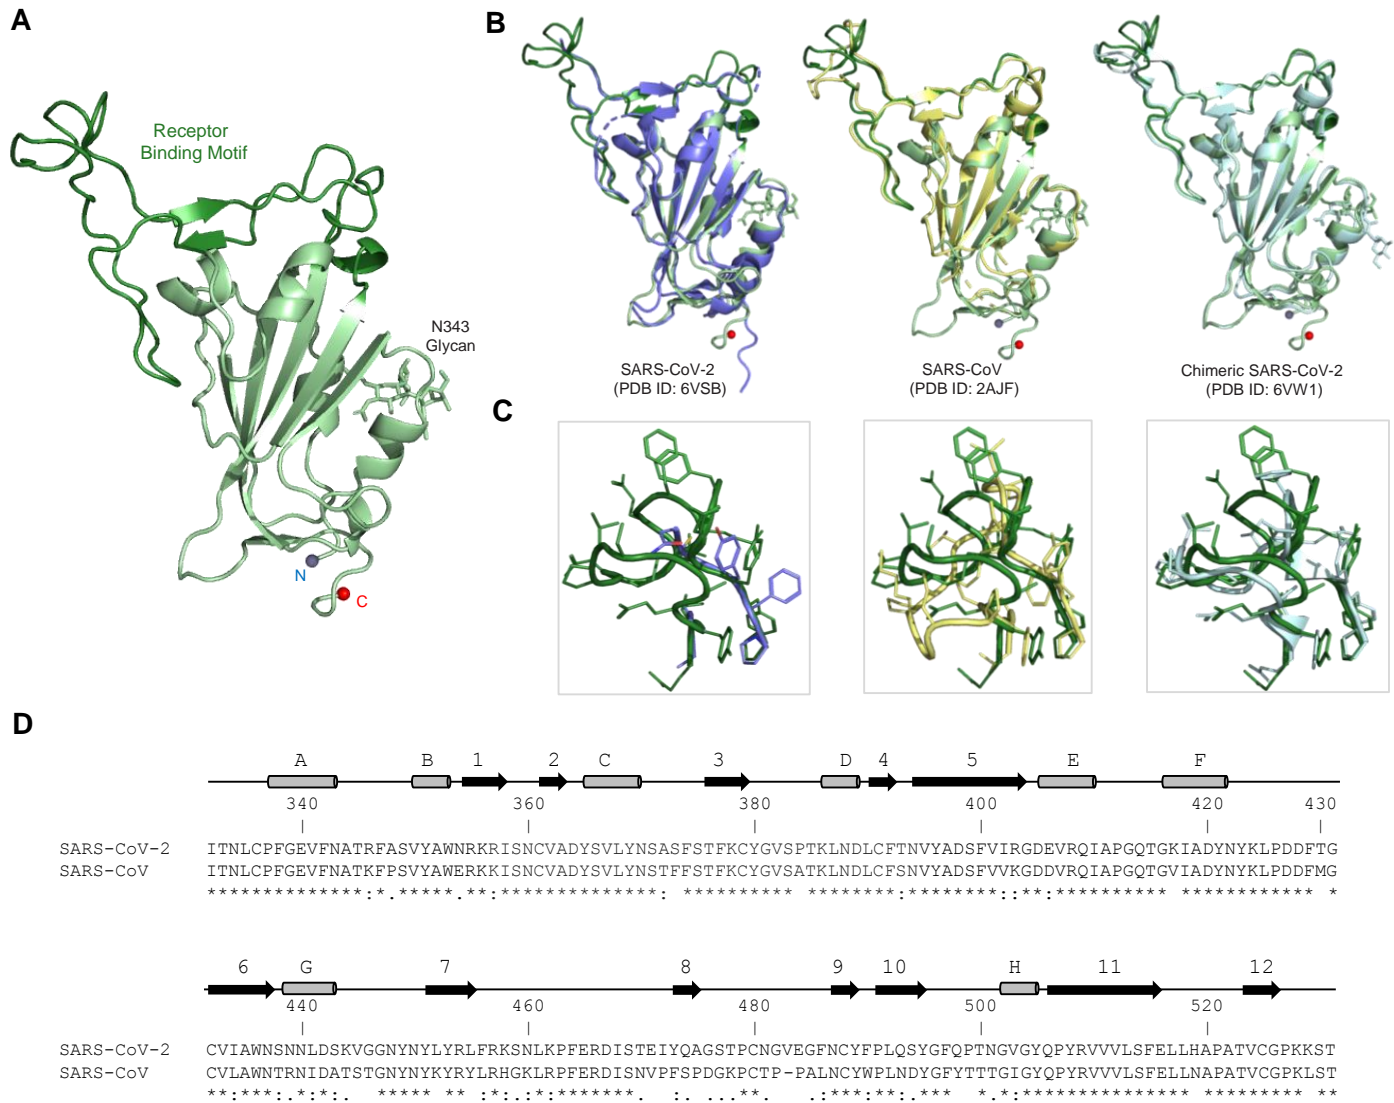 A
B
Receptor
Binding Motif
N343
Glycan
N
C
SARS-CoV-2
(PDB ID: 6VSB)
SARS-CoV
(PDB ID: 2AJF)
Chimeric SARS-CoV-2
(PDB ID: 6VW1)
C
D
A B 1 2 C 3 D 4 5 E F
340 360 380 400 420 430
SARS-CoV-2 ITNLCPFGEVFNATRFASVYAWNRKRISNCVADYSVLYNSASFSTFKCYGVSPTKLNDLCFTNVYADSFVIRGDEVRQIAPGQTGKIADYNYKLPDDFTG
SARS-CoV ITNLCPFGEVFNATKFPSVYAWERKKISNCVADYSVLYNSTFFSTFKCYGVSATKLNDLCFSNVYADSFVVKGDDVRQIAPGQTGVIADYNYKLPDDFMG
**************:*.*****.**:**************: ********** ********:********::**:********** ************ *
6 G 7 8 9 10 H 11 12
440 460 480 500 520
SARS-CoV-2 CVIAWNSNNLDSKVGGNYNYLYRLFRKSNLKPFERDISTEIYQAGSTPCNGVEGFNCYFPLQSYGFQPTNGVGYQPYRVVVLSFELLHAPATVCGPKKST
SARS-CoV CVLAWNTRNIDATSTGNYNYKYRYLRHGKLRPFERDISNVPFSPDGKPCTP-PALNCYWPLNDYGFYTTTGIGYQPYRVVVLSFELLNAPATVCGPKLST